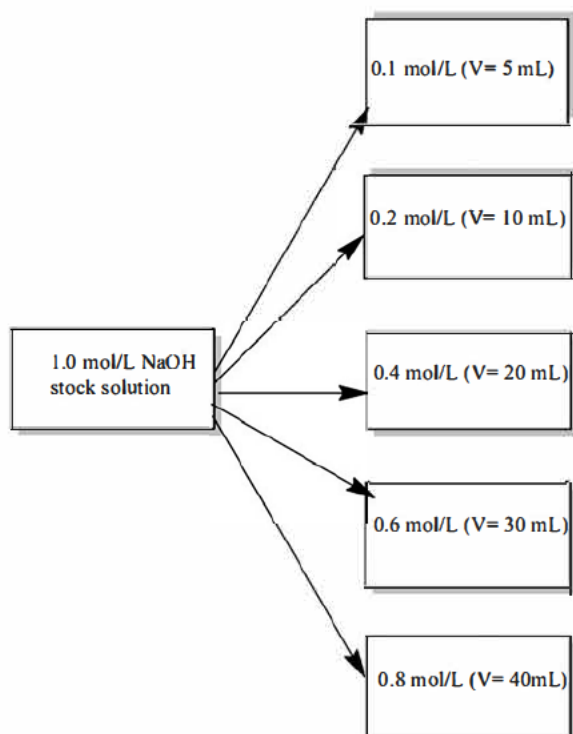 0.1 mol/L (V= 5 mL)
0.2 mol/L (V= 10 mL)
1.0 mol/L NaOH
stock solution
0.4 mol/L (V= 20 mL)
0.6 mol/L (V= 30 mL)
0.8 mol/L (V= 40mL)